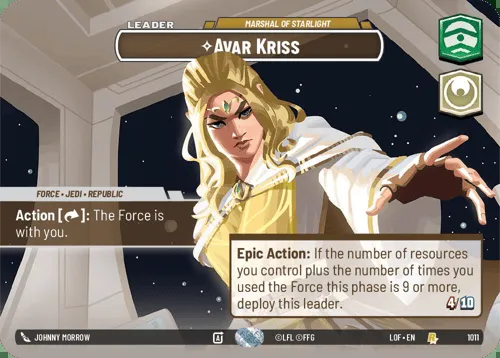 LEADER
MARSHAL OF STARLIGHT
AVAR KRISS
FORCE • JEDI • REPUBLIC
Action [ ]: The Force is
with you.
Epic Action: If the number of resources
you control plus the number of times you
used the Force this phase is 9 or more,
deploy this leader.
4/10
JOHNNY MORROW
©LFL ©FFG
LOF • EN
1011